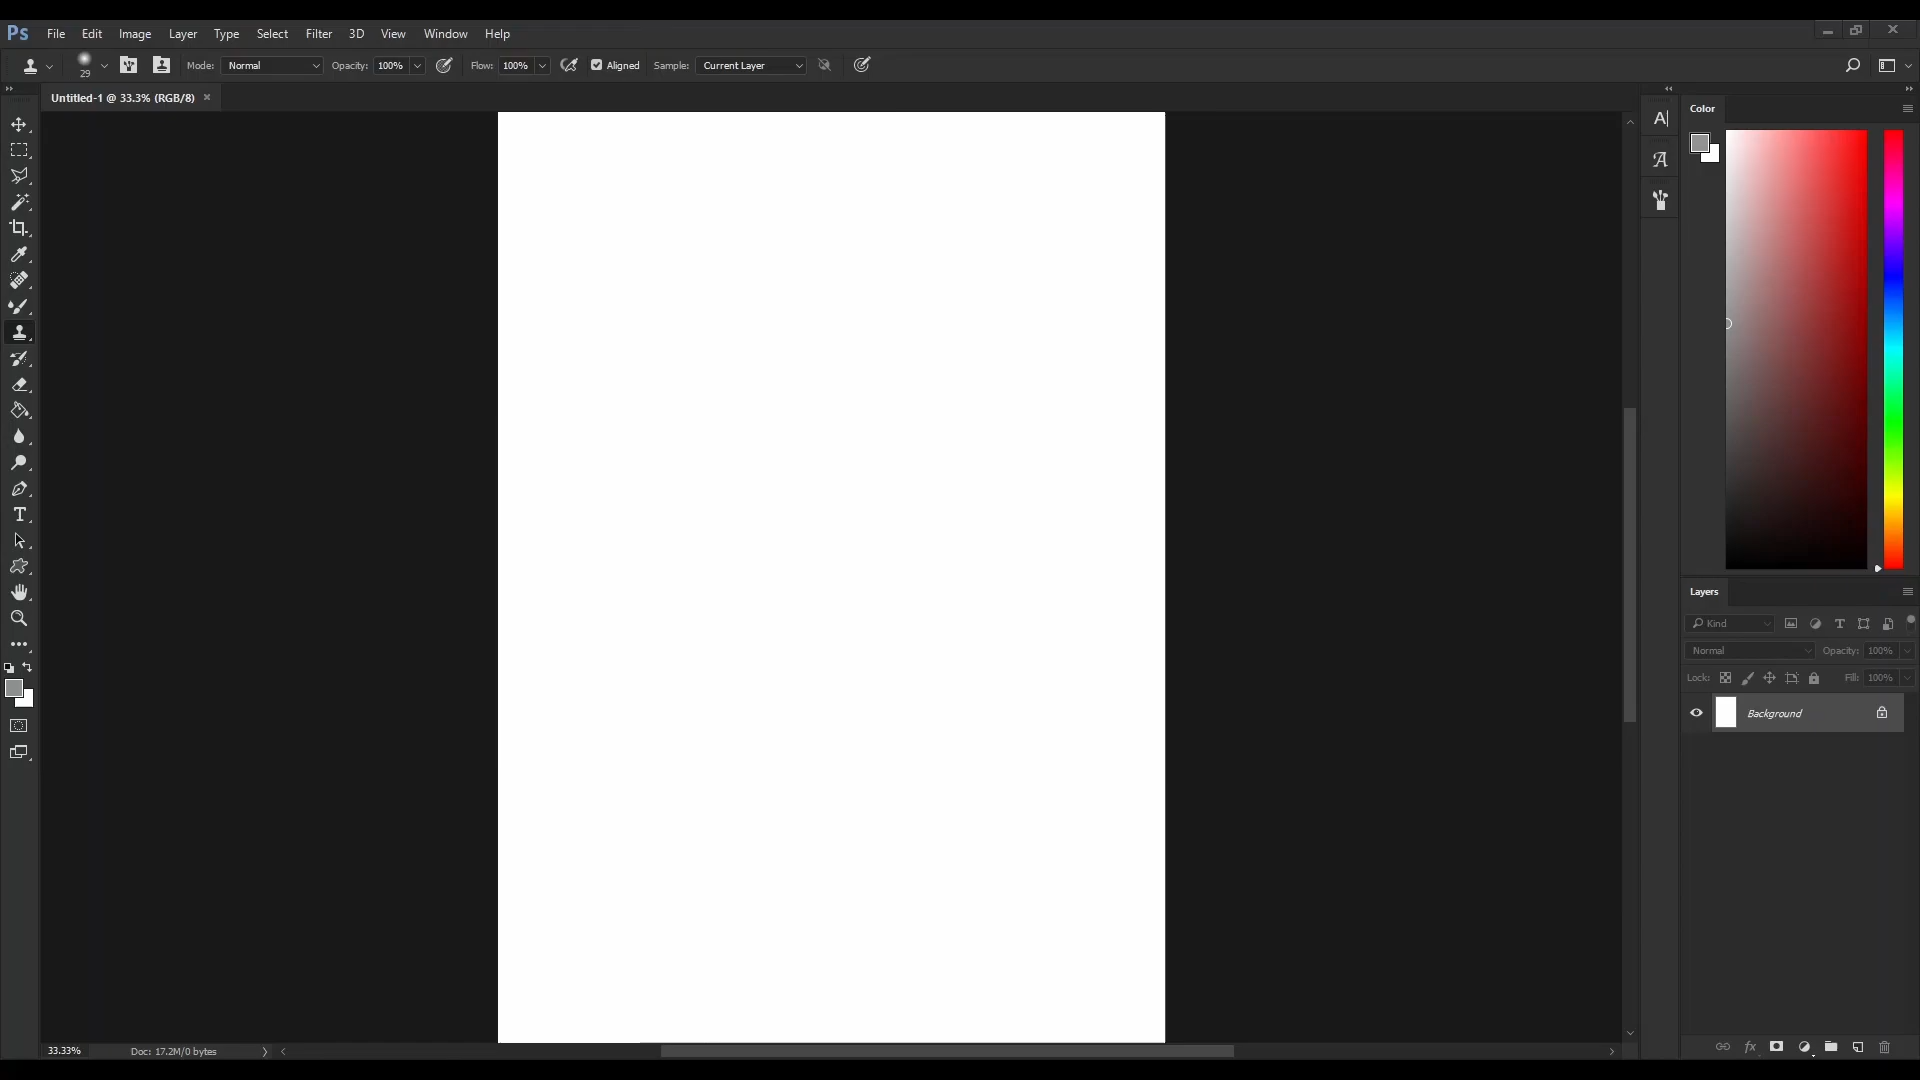 Ps File Edit Image Layer Type Select Filter 3D View Window Help
29 Mode: Normal Opacity: 100% Flow: 100% Aligned Sample: Current Layer
Untitled-1 @ 33.3% (RGB/8) ×
Color
Layers
Kind
Normal Opacity: 100%
Lock: Fill: 100%
Background
fx
33.33% Doc: 17.2M/0 bytes